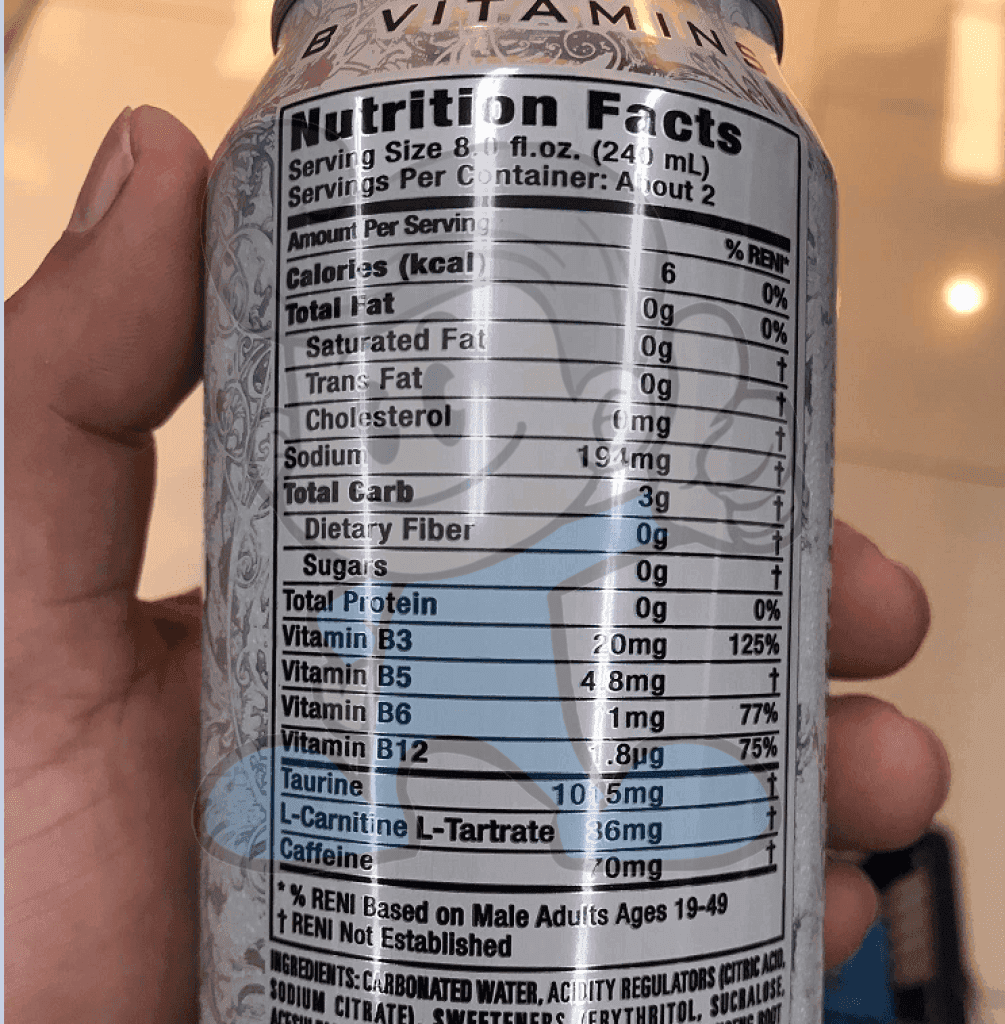 B VITAMINS
Nutrition Facts
Serving Size 8.0 fl.oz. (240 mL)
Servings Per Container: About 2
Amount Per Serving
% RENI*
Calories (kcal) 6 0%
Total Fat 0g 0%
Saturated Fat 0g †
Trans Fat 0g †
Cholesterol 0mg †
Sodium mg †
Total Carb 3g †
Dietary Fiber 0g †
Sugars 0g †
Total Protein 0g 0%
Vitamin B3 20mg 125%
Vitamin B5 4.8mg †
Vitamin B6 1mg 77%
Vitamin B12 1.8µg 75%
Taurine 1015mg †
L-Carnitine L-Tartrate 36mg †
Caffeine 70mg †
* % RENI Based on Male Adults Ages 19-49
† RENI Not Established
INGREDIENTS: CARBONATED WATER, ACIDITY REGULATORS (CITRIC ACID,
SODIUM CITRATE), SWEETENERS (ERYTHRITOL, SUCRALOSE,
ROOT